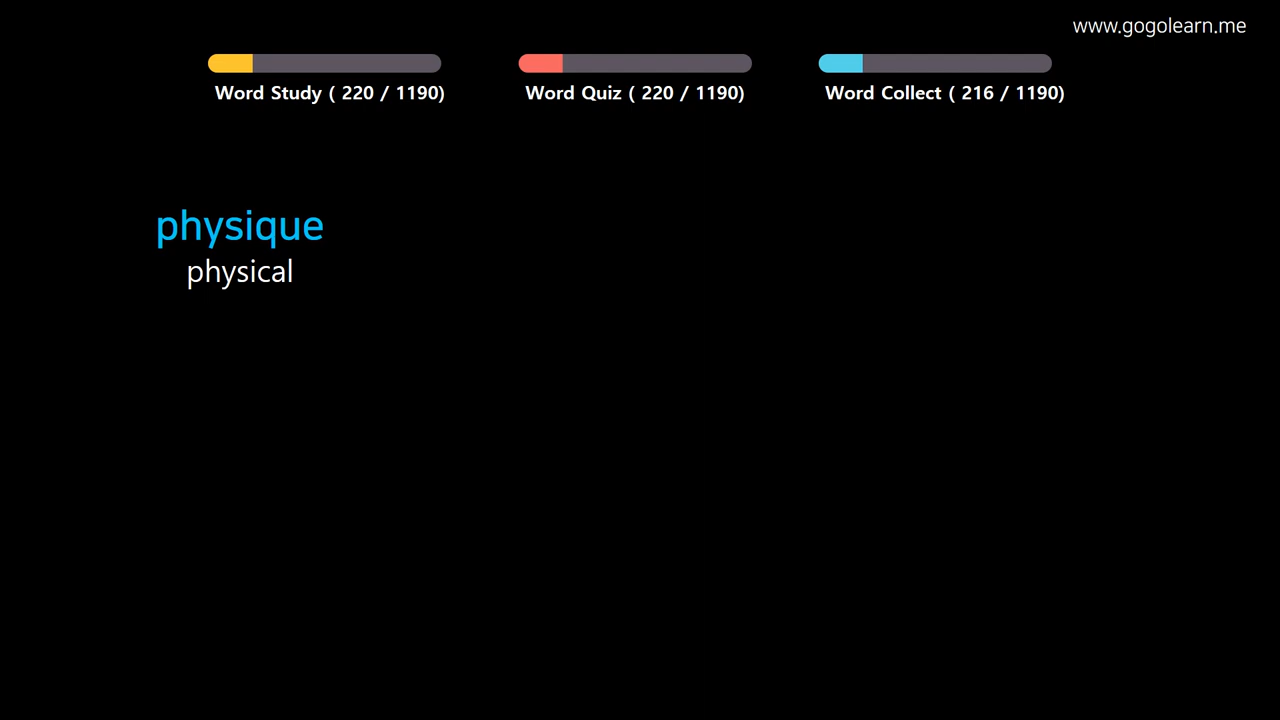 www.gogolearn.me
Word Study ( 220 / 1190)
Word Quiz ( 220 / 1190)
Word Collect ( 216 / 1190)
physique
physical